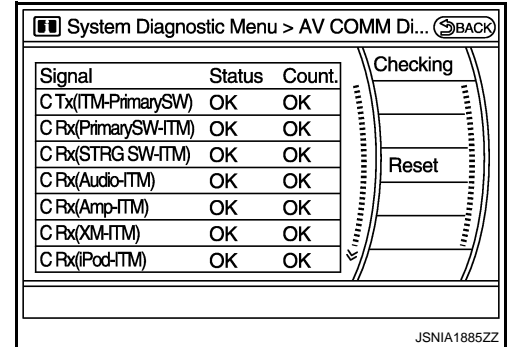 System Diagnostic Menu > AV COMM Di... BACK
Checking
Signal Status Count.
C Tx(ITM-PrimarySW) OK OK
C Rx(PrimarySW-ITM) OK OK
C Rx(STRG SW-ITM) OK OK
Reset
C Rx(Audio-ITM) OK OK
C Rx(Amp-ITM) OK OK
C Rx(XM-ITM) OK OK
C Rx(iPod-ITM) OK OK
JSNIA1885ZZ